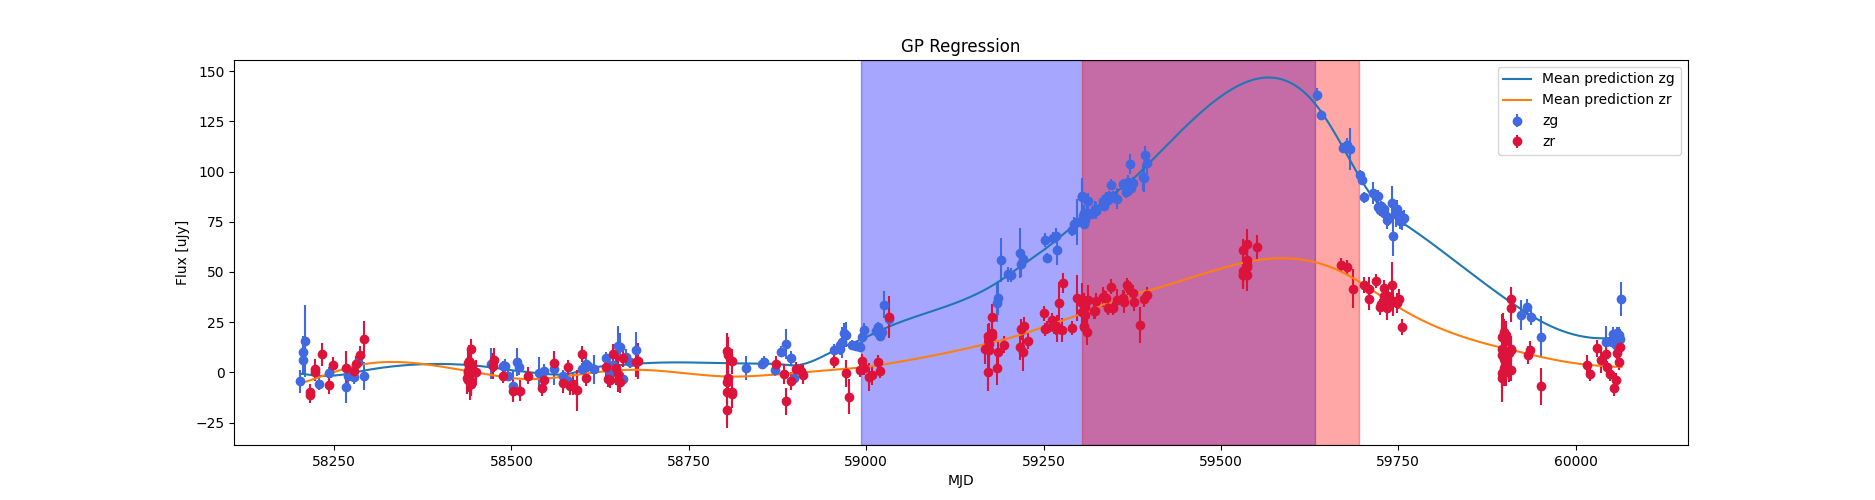 GP Regression
150
125
100
75
50
25
0
−25
Flux [uJy]
58250
58500
58750
59000
59250
59500
59750
60000
MJD
Mean prediction zg
Mean prediction zr
zg
zr